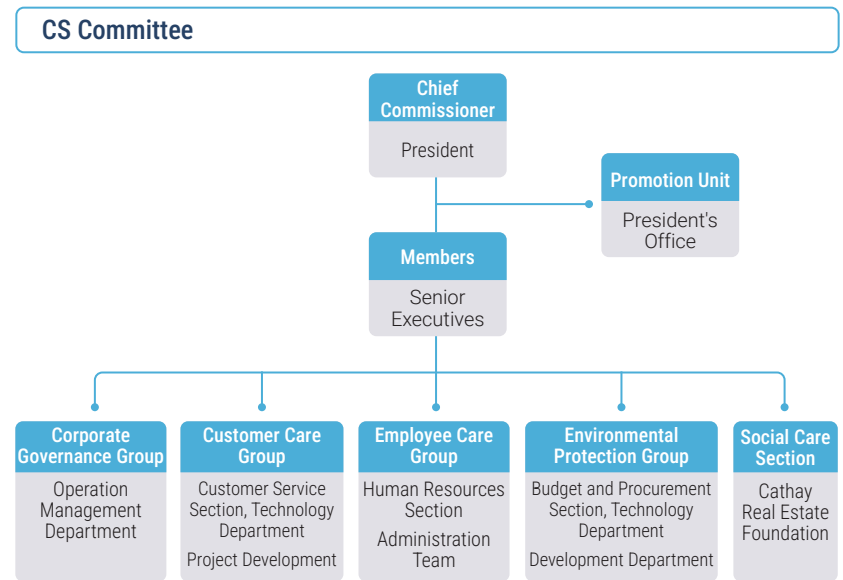 CS Committee
Chief
Commissioner
President
Promotion Unit
President's
Office
Members
Senior
Executives
Corporate
Governance Group
Operation
Management
Department
Customer Care
Group
Customer Service
Section, Technology
Department
Project Development
Employee Care
Group
Human Resources
Section
Administration
Team
Environmental
Protection Group
Budget and Procurement
Section, Technology
Department
Development Department
Social Care
Section
Cathay
Real Estate
Foundation